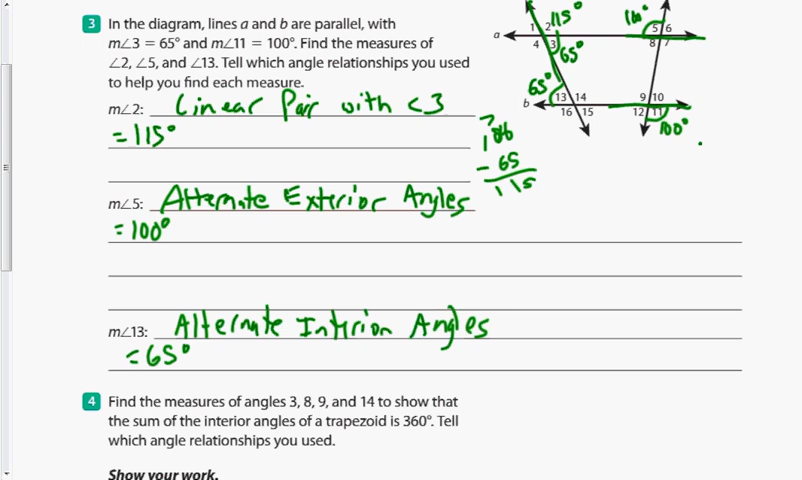 3 In the diagram, lines a and b are parallel, with
m∠3 = 65° and m∠11 = 100°. Find the measures of
∠2, ∠5, and ∠13. Tell which angle relationships you used
to help you find each measure.
m∠2: Linear Pair with <3
= 115°
m∠5: Alternate Exterior Angles
= 100°
m∠13: Alternate Interior Angles
= 65°
1 2 115° 100° 5 6
a 4 3 65° 8 7
65°
13 14 9 10
b 16 15 12 11
100°
- 65
115
4 Find the measures of angles 3, 8, 9, and 14 to show that
the sum of the interior angles of a trapezoid is 360°. Tell
which angle relationships you used.
Show your work.